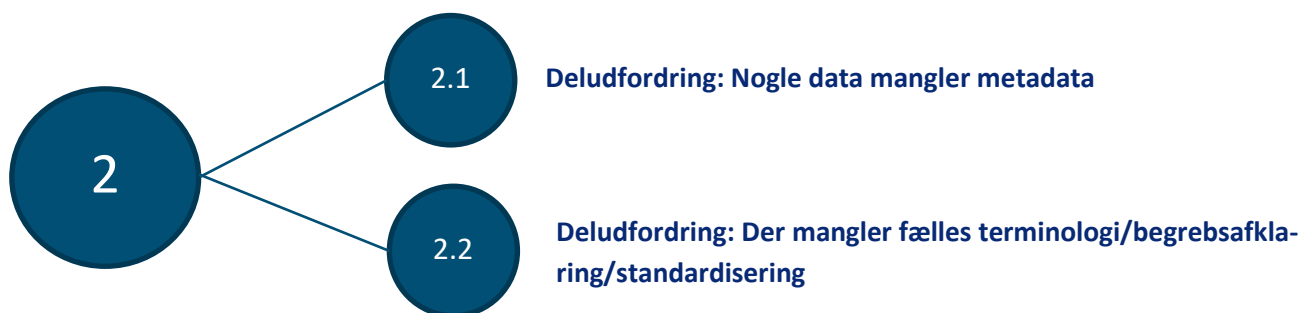 2.1
Deludfordring: Nogle data mangler metadata
2
2.2
Deludfordring: Der mangler fælles terminologi/begrebsafkla-
ring/standardisering